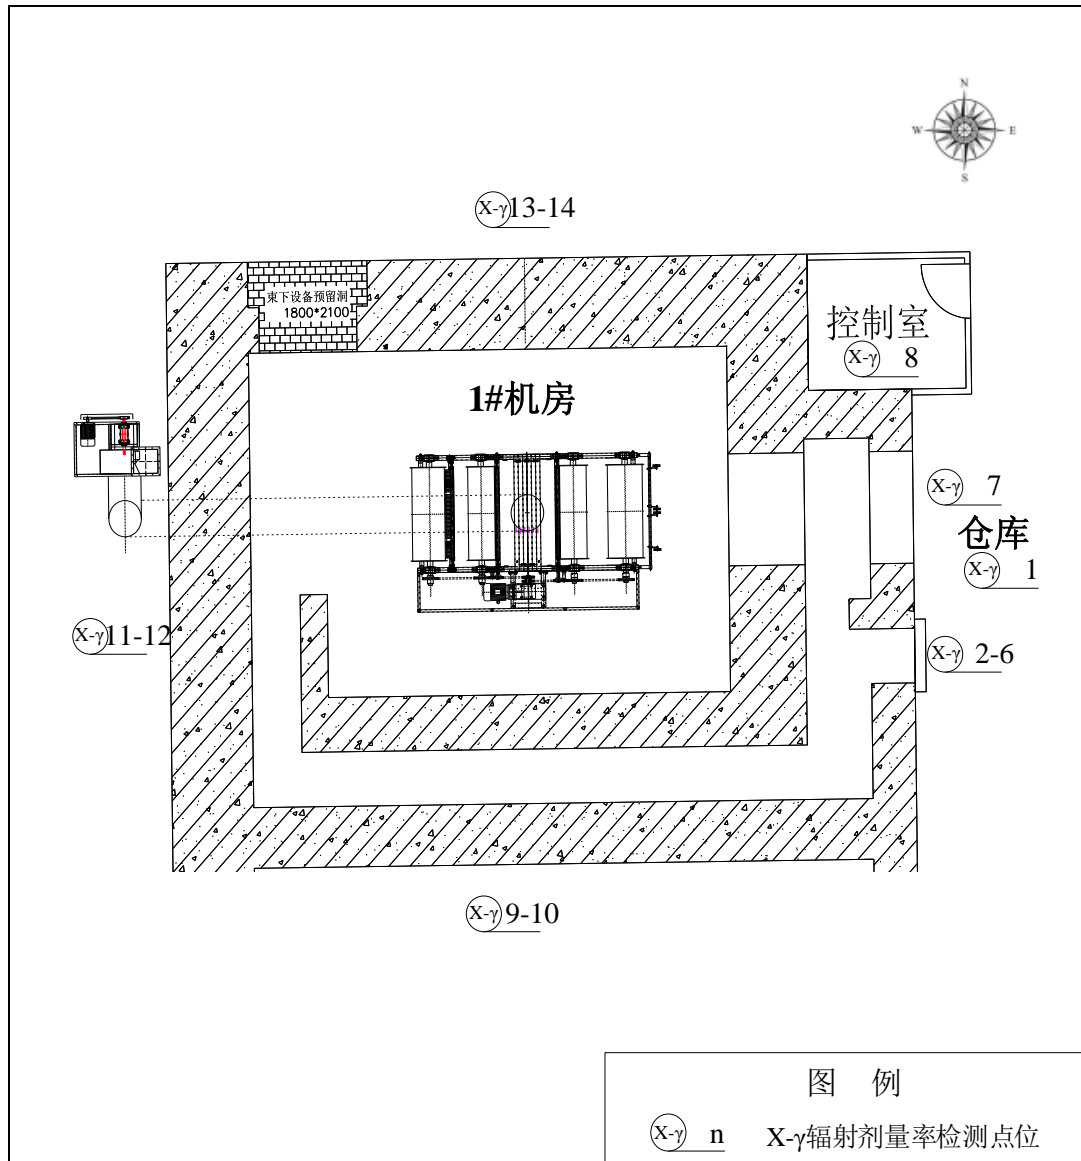 N
W E
S
X-γ 13-14
束下设备预留洞
1800*2100
控制室
X-γ 8
1#机房
X-γ 7
仓库
X-γ 1
X-γ 11-12
X-γ 2-6
X-γ 9-10
图 例
X-γ n X-γ辐射剂量率检测点位